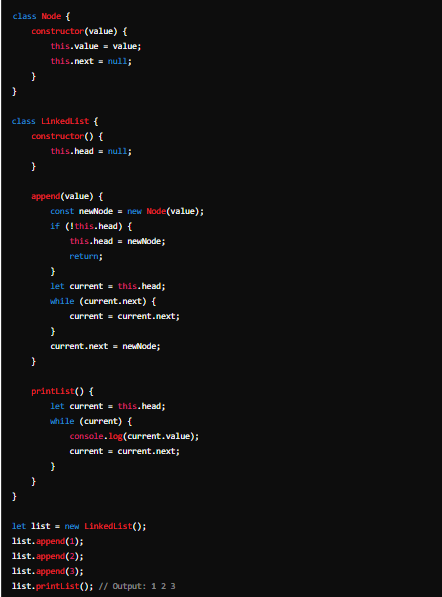 class Node {
    constructor(value) {
        this.value = value;
        this.next = null;
    }
}

class LinkedList {
    constructor() {
        this.head = null;
    }

    append(value) {
        const newNode = new Node(value);
        if (!this.head) {
            this.head = newNode;
            return;
        }
        let current = this.head;
        while (current.next) {
            current = current.next;
        }
        current.next = newNode;
    }

    printList() {
        let current = this.head;
        while (current) {
            console.log(current.value);
            current = current.next;
        }
    }
}

let list = new LinkedList();
list.append(1);
list.append(2);
list.append(3);
list.printList(); // Output: 1 2 3